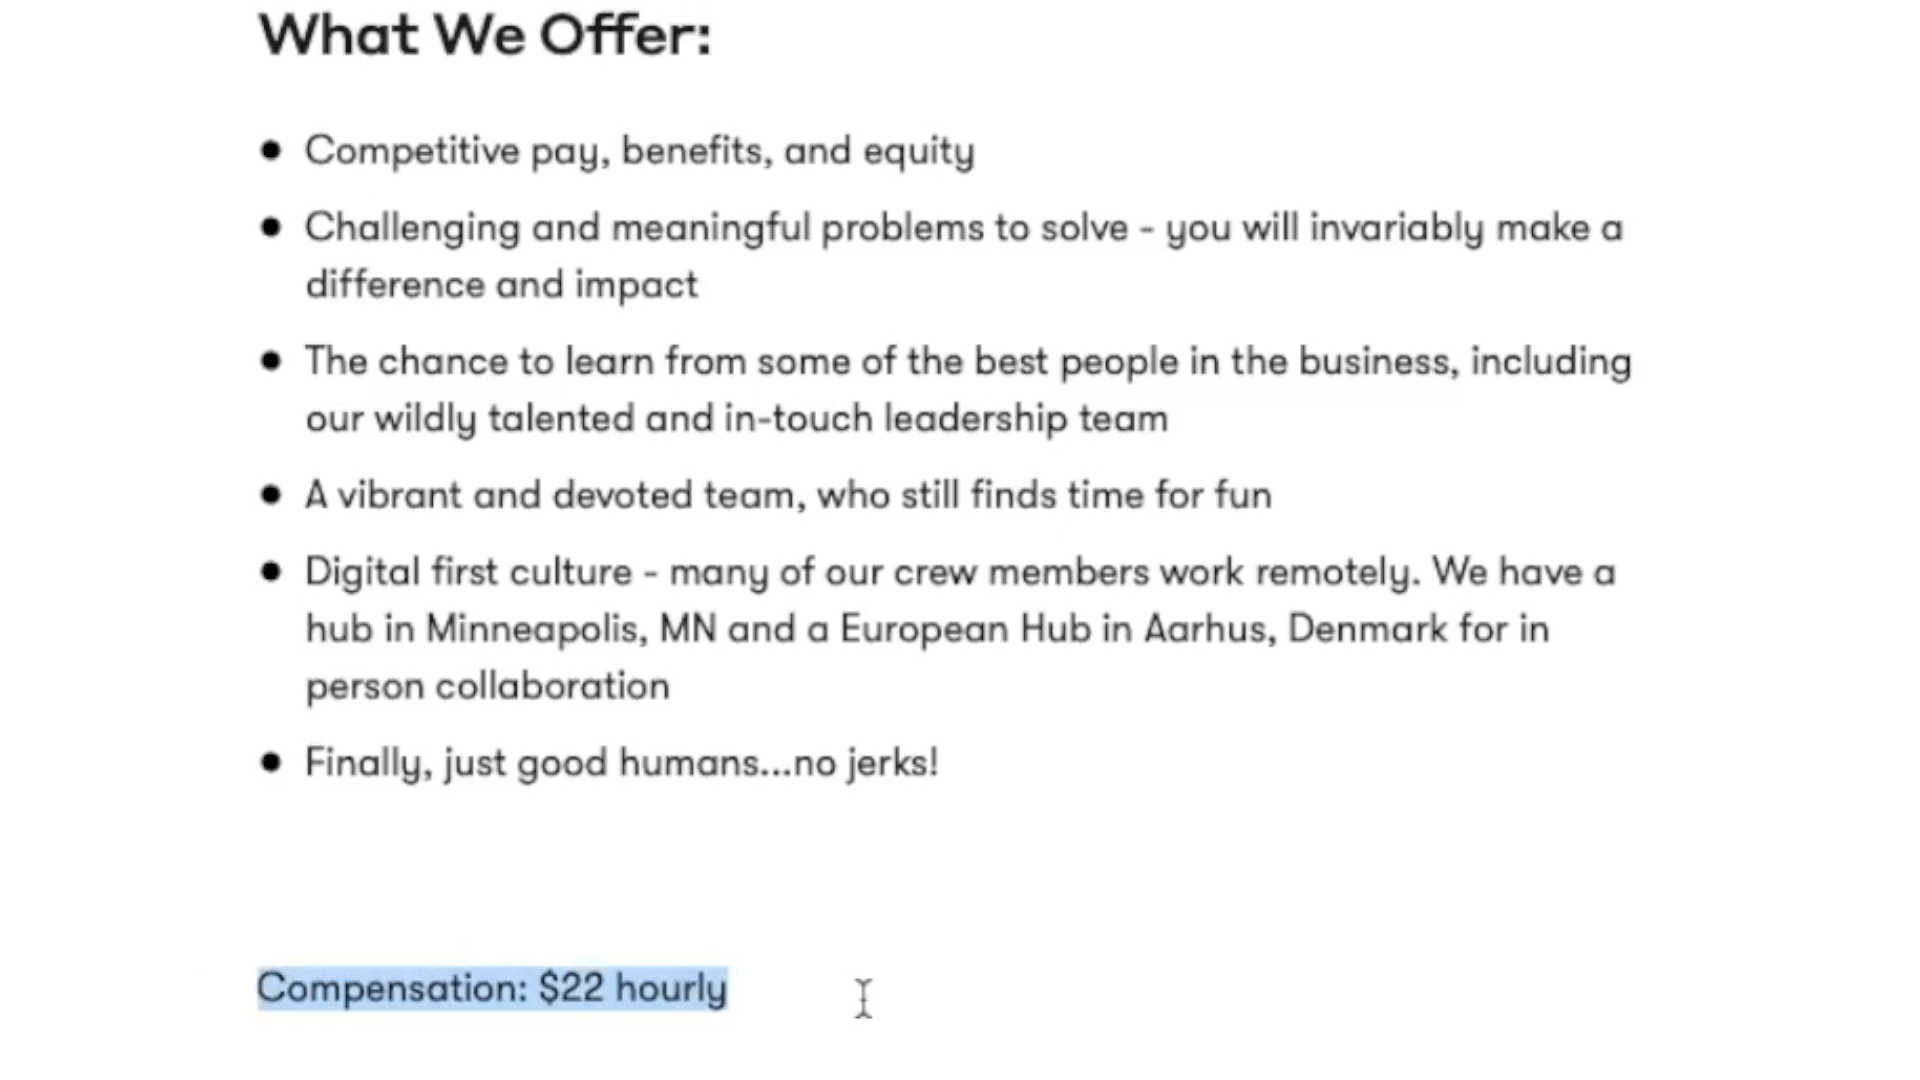 What We Offer:
● Competitive pay, benefits, and equity
● Challenging and meaningful problems to solve - you will invariably make a
difference and impact
● The chance to learn from some of the best people in the business, including
our wildly talented and in-touch leadership team
● A vibrant and devoted team, who still finds time for fun
● Digital first culture - many of our crew members work remotely. We have a
hub in Minneapolis, MN and a European Hub in Aarhus, Denmark for in
person collaboration
● Finally, just good humans...no jerks!
Compensation: $22 hourly